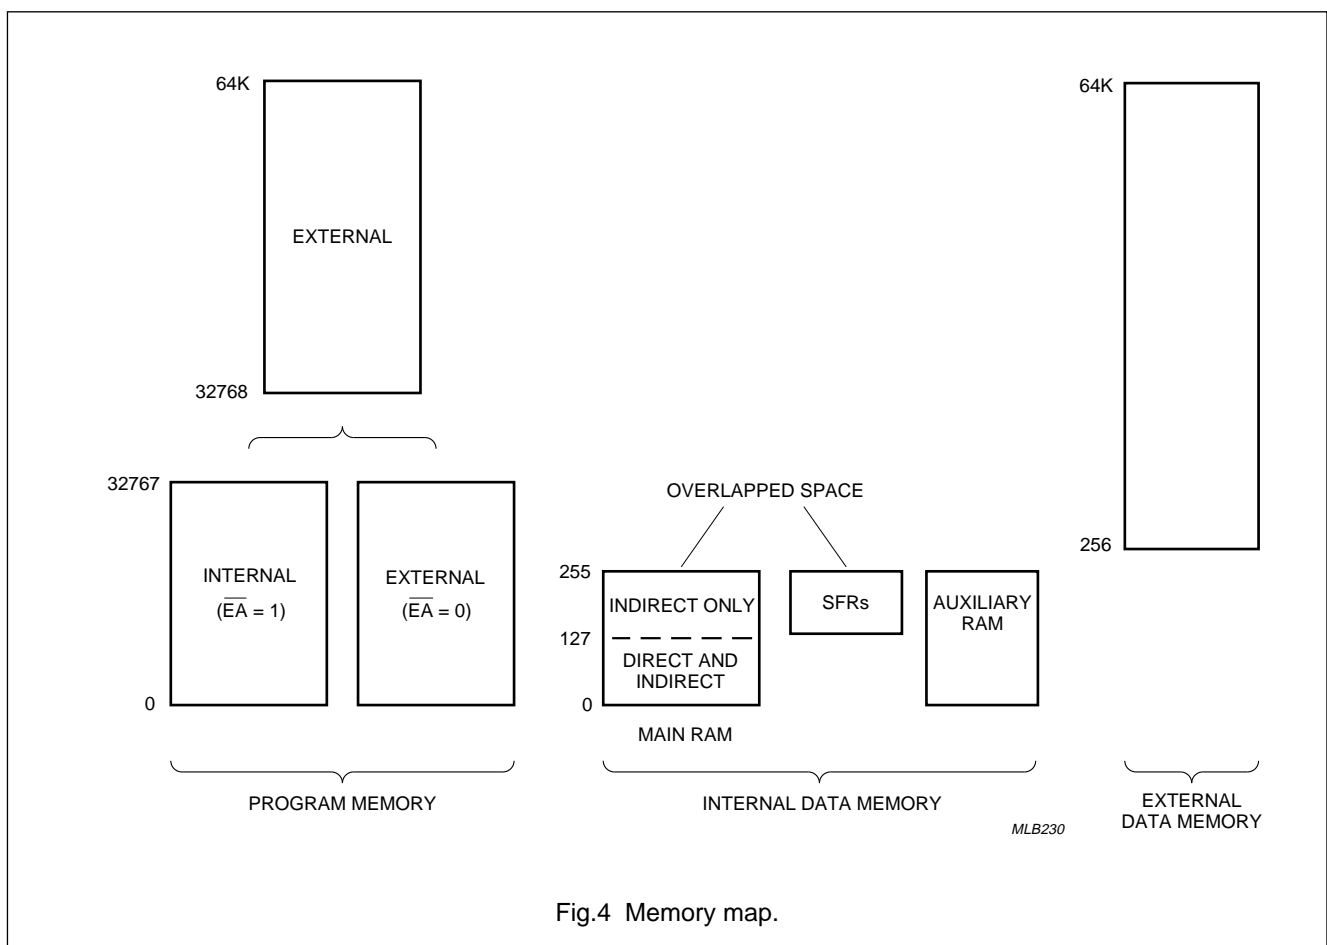 64K
EXTERNAL
32768
32767
INTERNAL
(EA = 1)
EXTERNAL
(EA = 0)
0
PROGRAM MEMORY
OVERLAPPED SPACE
255
INDIRECT ONLY
127
DIRECT AND
INDIRECT
0
MAIN RAM
SFRs
AUXILIARY
RAM
INTERNAL DATA MEMORY
64K
256
EXTERNAL
DATA MEMORY
MLB230
Fig.4 Memory map.